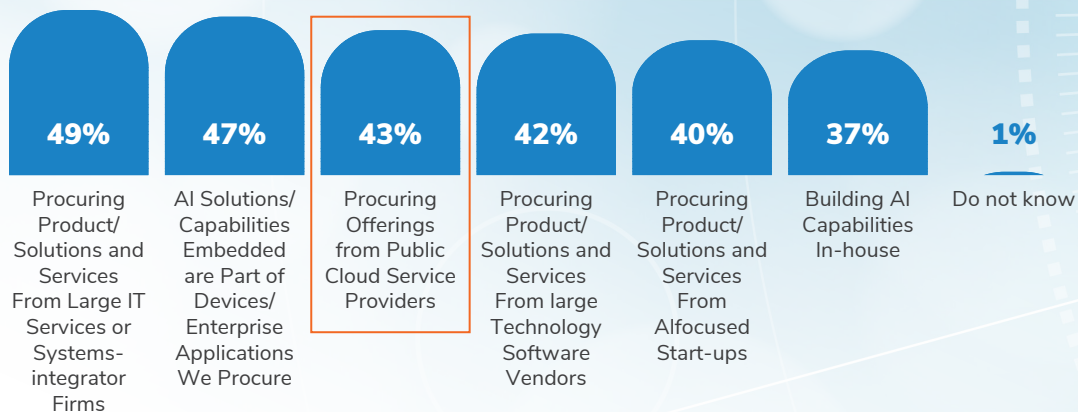 49%
47%
43%
42%
40%
37%
1%
Procuring
Product/
Solutions and
Services
From Large IT
Services or
Systems-
integrator
Firms
AI Solutions/
Capabilities
Embedded
are Part of
Devices/
Enterprise
Applications
We Procure
Procuring
Offerings
from Public
Cloud Service
Providers
Procuring
Product/
Solutions and
Services
From large
Technology
Software
Vendors
Procuring
Product/
Solutions and
Services
From
AIfocused
Start-ups
Building AI
Capabilities
In-house
Do not know